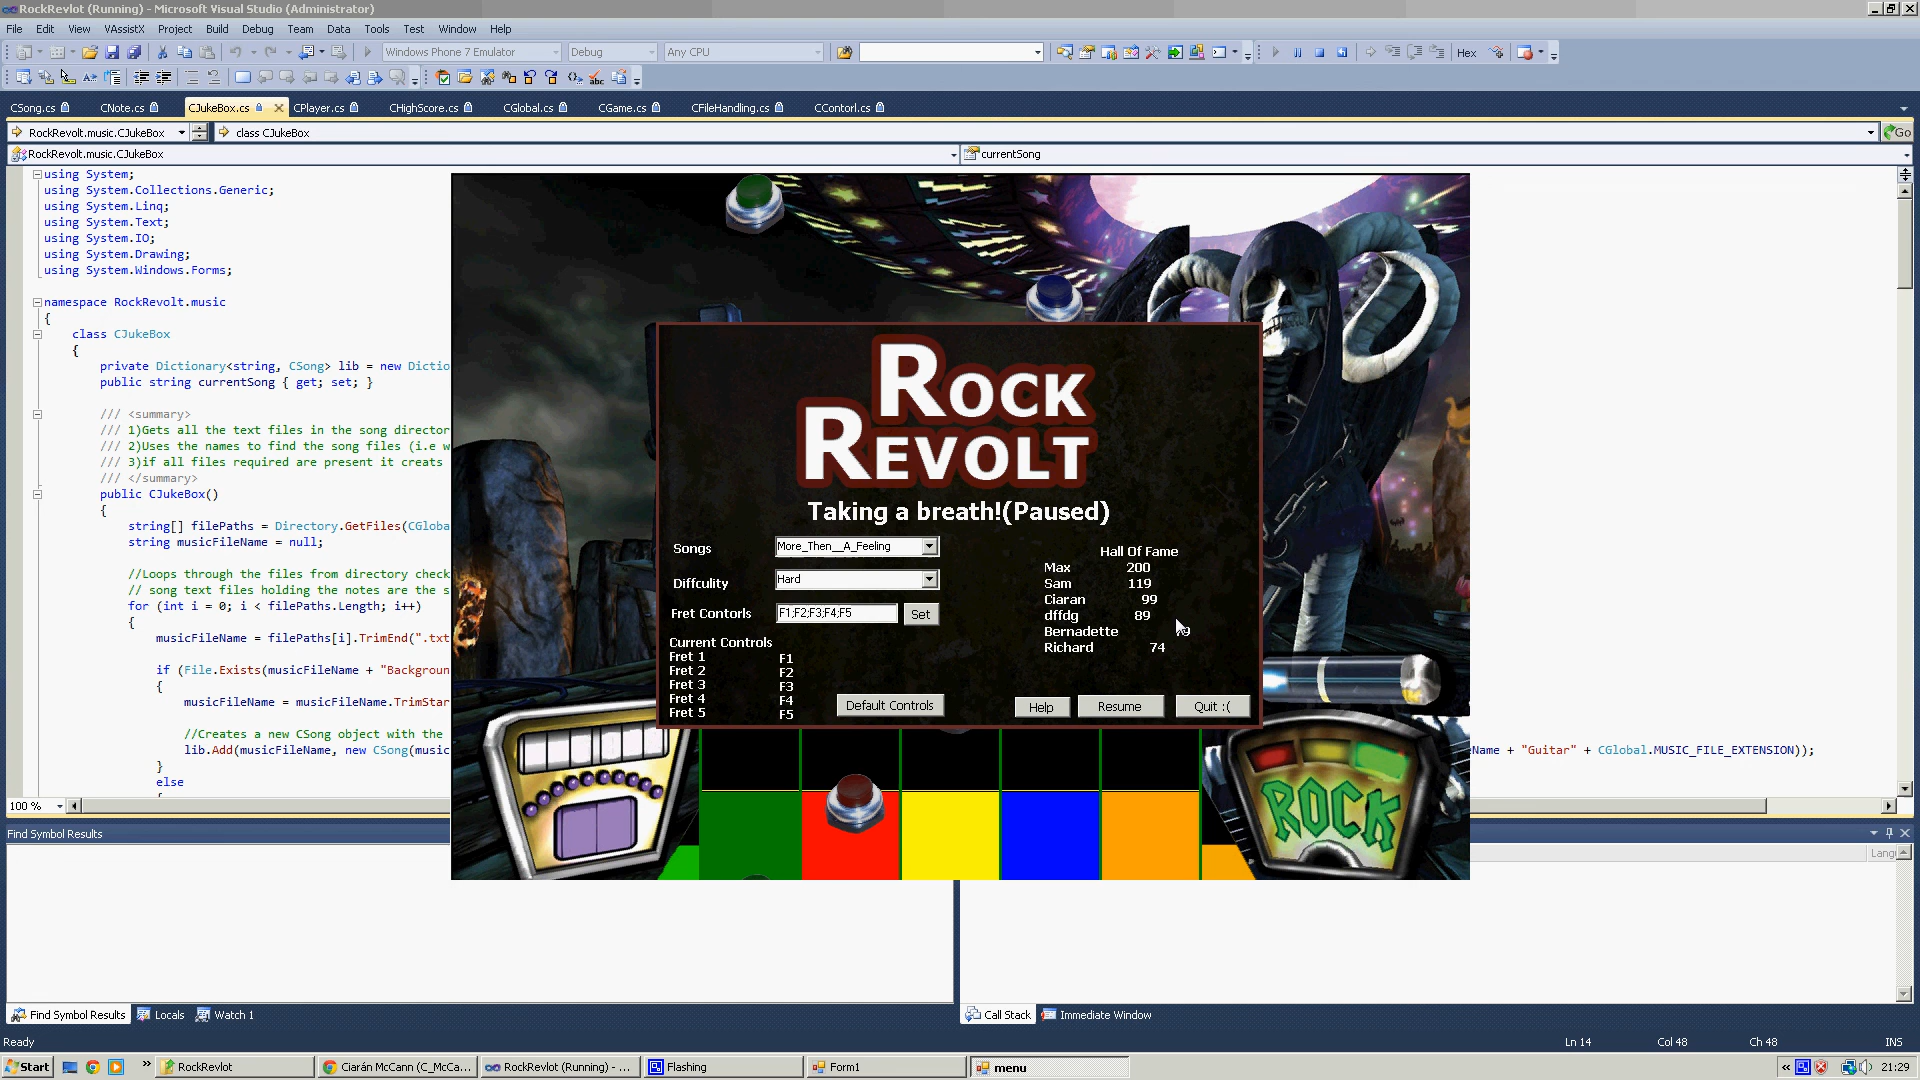 RockRevlot (Running) - Microsoft Visual Studio (Administrator)
File Edit View VAssistX Project Build Debug Team Data Tools Test Window Help
Windows Phone 7 Emulator Debug Any CPU Hex
CSong.cs CNote.cs CJukeBox.cs CPlayer.cs CHighScore.cs CGlobal.cs CGame.cs CFileHandling.cs CContorl.cs
RockRevolt.music.CJukeBox class CJukeBox Go
RockRevolt.music.CJukeBox currentSong
using System;
using System.Collections.Generic;
using System.Linq;
using System.Text;
using System.IO;
using System.Drawing;
using System.Windows.Forms;
namespace RockRevolt.music
{
class CJukeBox
{
private Dictionary<string, CSong> lib = new Dictio
public string currentSong { get; set; }
/// <summary>
/// 1)Gets all the text files in the song director
/// 2)Uses the names to find the song files (i.e w
/// 3)if all files required are present it creats
/// </summary>
public CJukeBox()
{
string[] filePaths = Directory.GetFiles(CGloba
string musicFileName = null;
//Loops through the files from directory check
// song text files holding the notes are the s
for (int i = 0; i < filePaths.Length; i++)
{
musicFileName = filePaths[i].TrimEnd(".txt
if (File.Exists(musicFileName + "Backgroun
{
musicFileName = musicFileName.TrimStar
//Creates a new CSong object with the
lib.Add(musicFileName, new CSong(music
Name + "Guitar" + CGlobal.MUSIC_FILE_EXTENSION));
}
else
100 %
ROCK
REVOLT
Taking a breath!(Paused)
Songs More_Then__A_Feeling
Diffculity Hard
Fret Contorls F1;F2;F3;F4;F5 Set
Current Controls
Fret 1 F1
Fret 2 F2
Fret 3 F3
Fret 4 F4
Fret 5 F5
Default Controls
Hall Of Fame
Max 200
Sam 119
Ciaran 99
dffdg 89
Bernadette
Richard 74
Help Resume Quit :(
ROCK
Find Symbol Results
Lang
Find Symbol Results Locals Watch 1 Call Stack Immediate Window
Ready Ln 14 Col 48 Ch 48 INS
Start RockRevlot Ciarán McCann (C_McCa... RockRevlot (Running) - ... Flashing Form1 menu 21:29